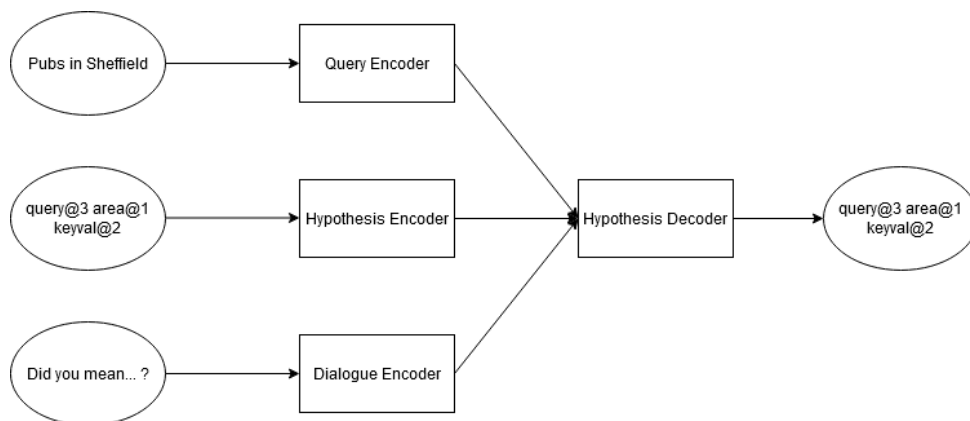 Pubs in Sheffield
Query Encoder
query@3 area@1
keyval@2
Hypothesis Encoder
Hypothesis Decoder
query@3 area@1
keyval@2
Did you mean... ?
Dialogue Encoder